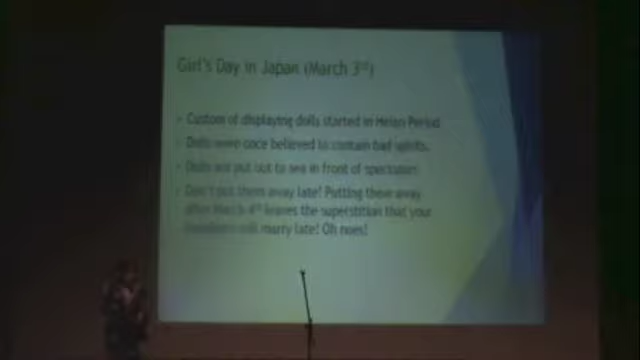 Girl's Day in Japan (March 3rd)
Custom of displaying dolls started in Heian Period
Dolls were once believed to contain bad spirits.
Dolls are put out to sea in front of spectators
Don't put them away late! Putting them away
after March 4th leaves the superstition that your
will marry late! Oh noes!